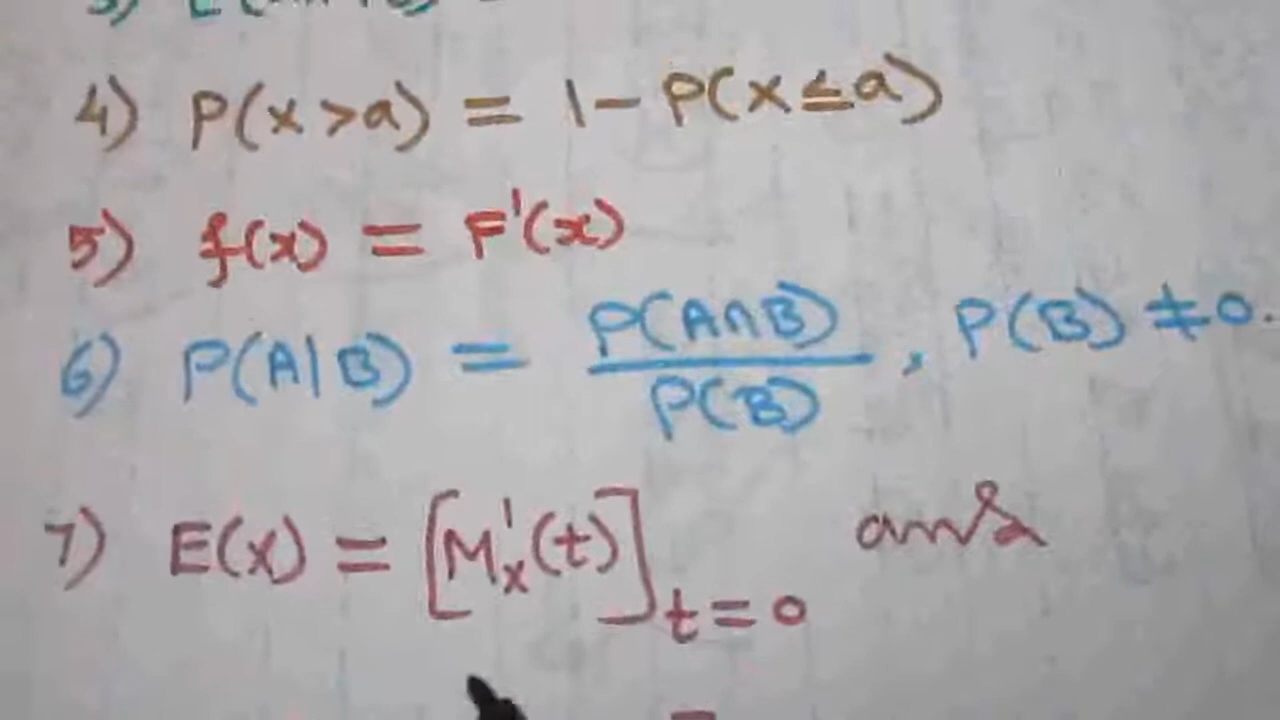 4) P(x>a) = 1-P(x≤a)
5) f(x) = F'(x)
6) P(A|B) = P(A∩B) / P(B) , P(B) ≠ 0.
7) E(x) = [M'x(t)] t=0 and